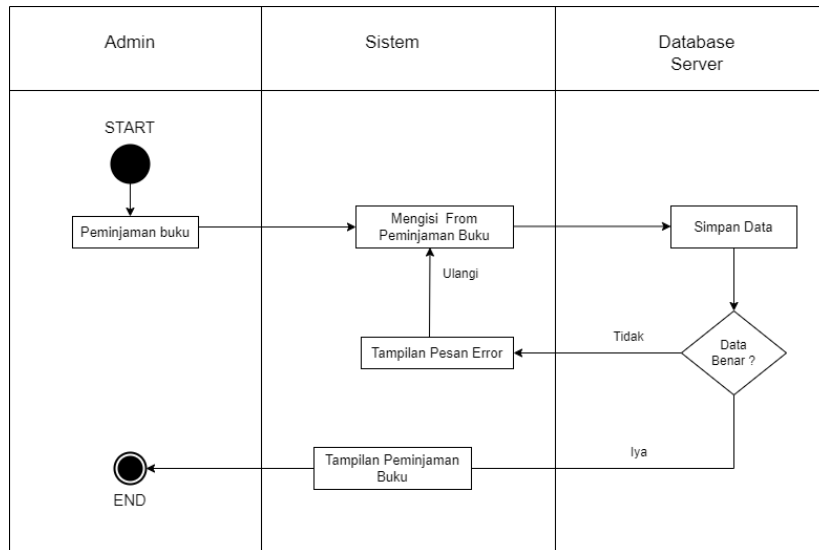 Admin
Sistem
Database
Server
START
Peminjaman buku
Mengisi From
Peminjaman Buku
Simpan Data
Ulangi
Tampilan Pesan Error
Tidak
Data
Benar ?
Iya
Tampilan Peminjaman
Buku
END